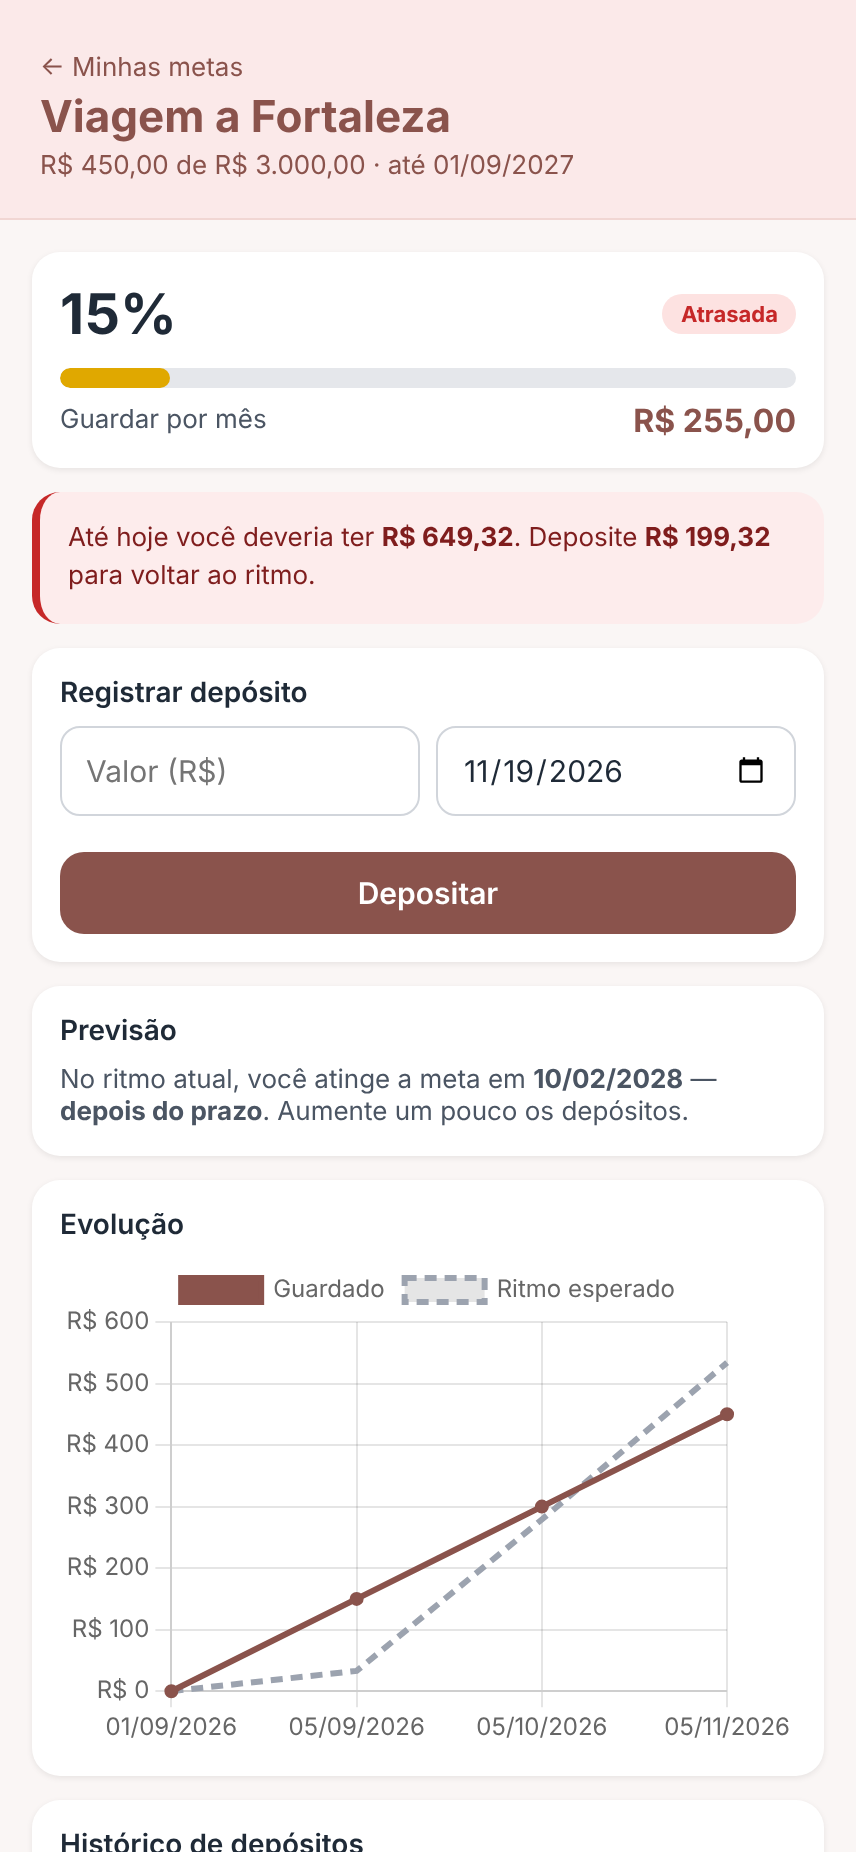 ← Minhas metas
Viagem a Fortaleza
R$ 450,00 de R$ 3.000,00 · até 01/09/2027
15%
Atrasada
Guardar por mês
R$ 255,00
Até hoje você deveria ter R$ 649,32. Deposite R$ 199,32
para voltar ao ritmo.
Registrar depósito
Valor (R$)
11/19/2026
Depositar
Previsão
No ritmo atual, você atinge a meta em 10/02/2028 —
depois do prazo. Aumente um pouco os depósitos.
Evolução
Guardado
Ritmo esperado
R$ 600
R$ 500
R$ 400
R$ 300
R$ 200
R$ 100
R$ 0
01/09/2026
05/09/2026
05/10/2026
05/11/2026
Histórico de depósitos